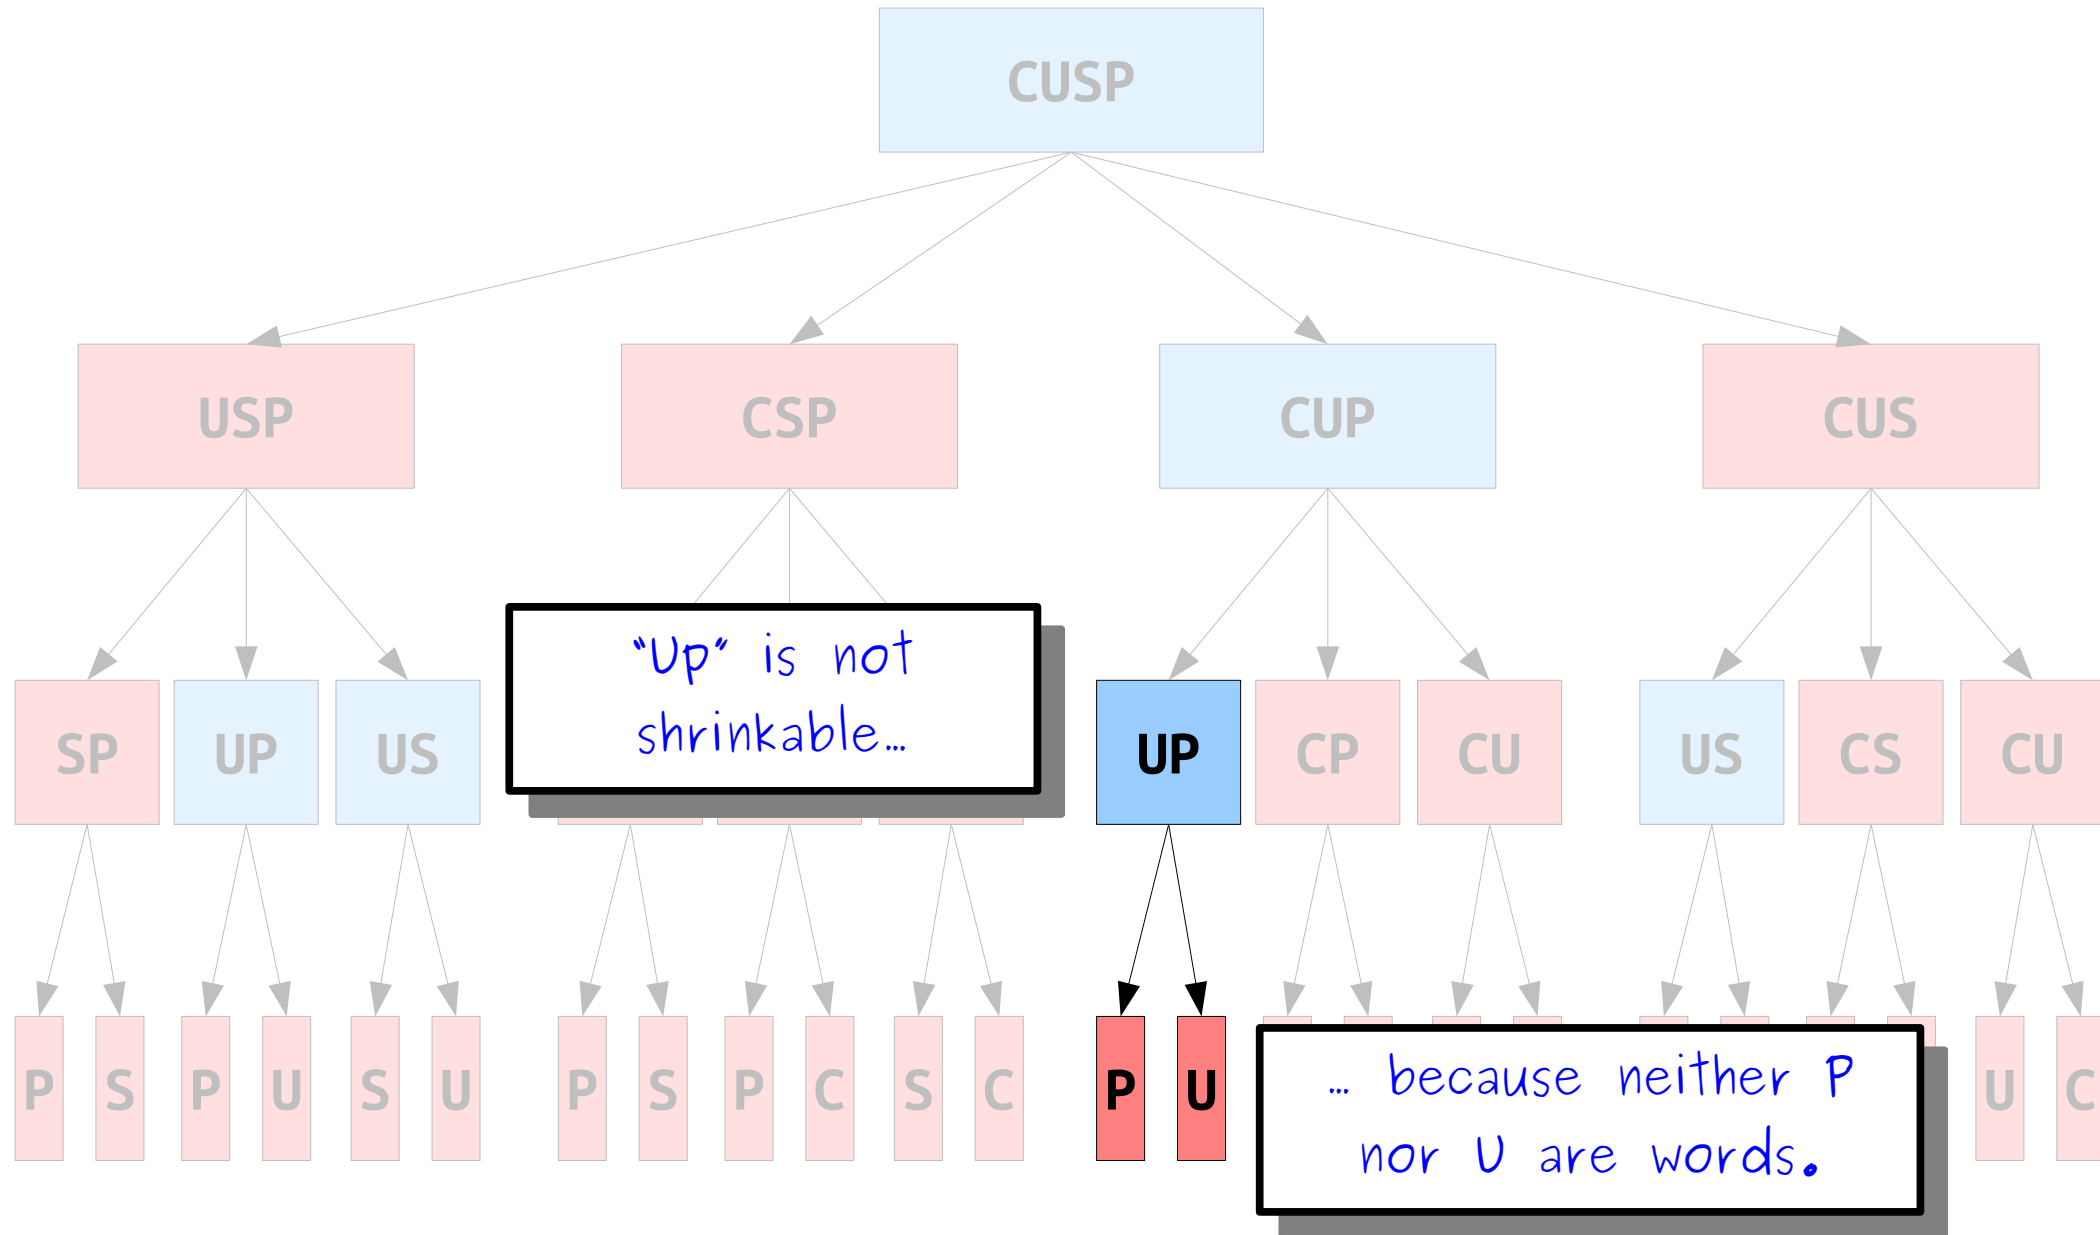 CUSP
USP CSP CUP CUS
"Up" is not
shrinkable...
SP UP US UP CP CU US CS CU
P S P U S U P S P C S C P U U C
... because neither P
nor U are words.